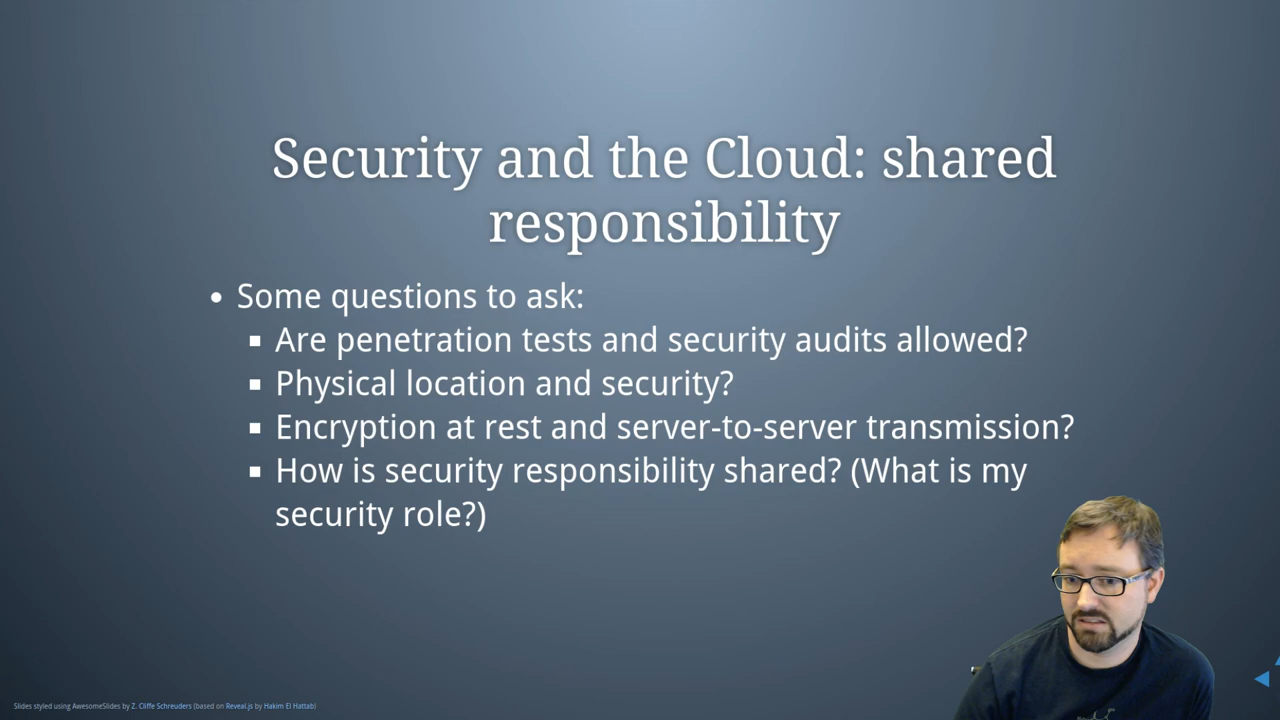 Security and the Cloud: shared
responsibility
• Some questions to ask:
▪ Are penetration tests and security audits allowed?
▪ Physical location and security?
▪ Encryption at rest and server-to-server transmission?
▪ How is security responsibility shared? (What is my
security role?)
Slides styled using AwesomeSlides by Z. Cliffe Schreuders (based on Reveal.js by Hakim El Hattab)